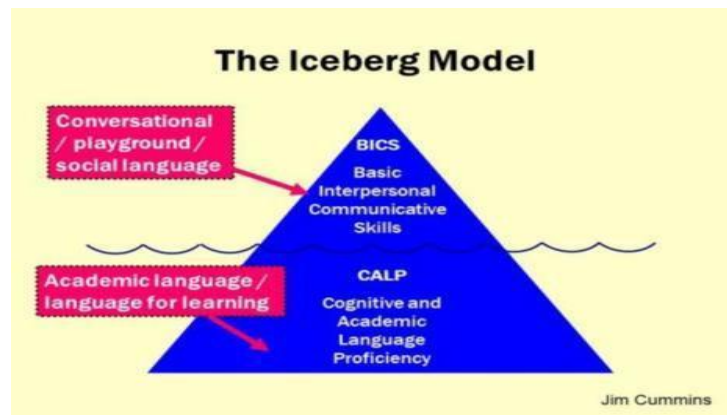 The Iceberg Model
Conversational
/ playground /
social language
BICS
Basic
Interpersonal
Communicative
Skills
Academic language /
language for learning
CALP
Cognitive and
Academic
Language
Proficiency
Jim Cummins